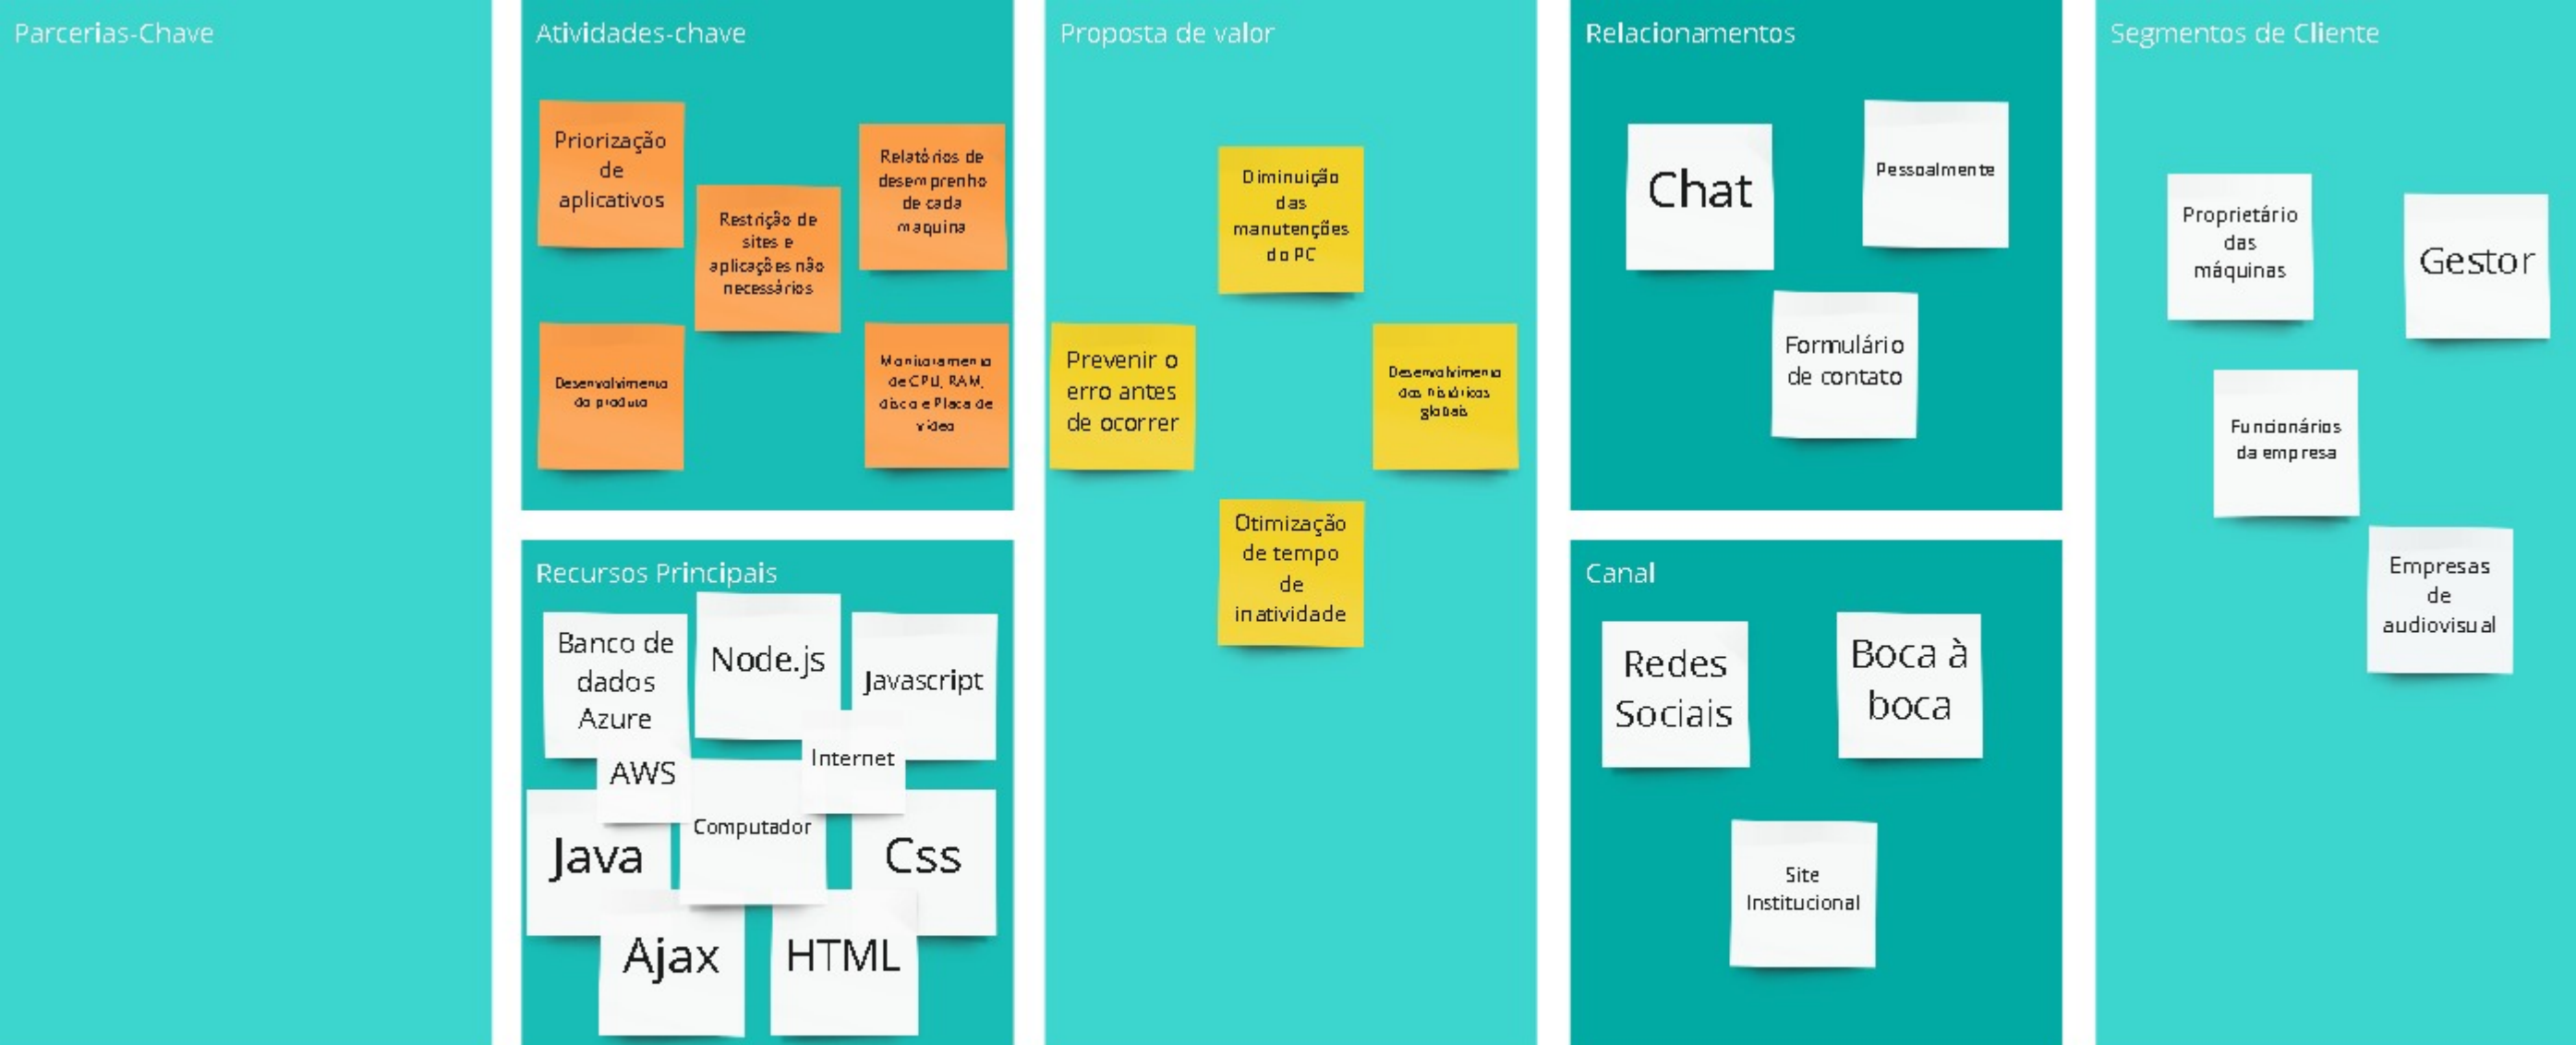 Parcerias-Chave
Atividades-chave
Priorização
de
aplicativos
Restrição de
sites e
aplicações não
necessários
Relatórios de
desemprenho
de cada
maquina
Desenvolvimento
do produto
Monitoramento
de CPU, RAM,
disco e Placa de
vídeo
Recursos Principais
Banco de
dados
Azure
Node.js
Javascript
AWS
Internet
Computador
Java
Css
Ajax
HTML
Proposta de valor
Diminuição
das
manutenções
do PC
Prevenir o
erro antes
de ocorrer
Desenvolvimento
dos históricos
globais
Otimização
de tempo
de
inatividade
Relacionamentos
Chat
Pessoalmente
Formulário
de contato
Canal
Redes
Sociais
Boca à
boca
Site
Institucional
Segmentos de Cliente
Proprietário
das
máquinas
Gestor
Funcionários
da empresa
Empresas
de
audiovisual